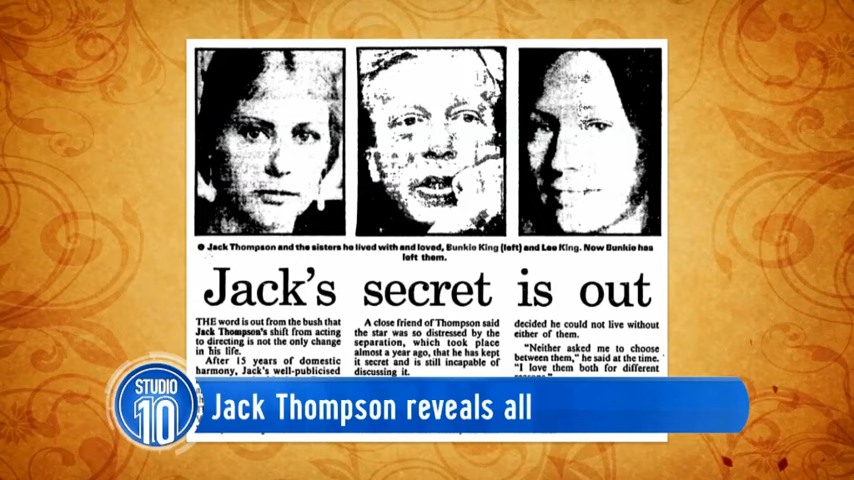 ● Jack Thompson and the sisters he lived with and loved, Bunkie King (left) and Lee King. Now Bunkie has
left them.
Jack's secret is out
THE word is out from the bush that
Jack Thompson's shift from acting
to directing is not the only change
in his life.
After 15 years of domestic
harmony, Jack's well-publicised
A close friend of Thompson said
the star was so distressed by the
separation, which took place
almost a year ago, that he has kept
it secret and is still incapable of
discussing it.
decided he could not live without
either of them.
"Neither asked me to choose
between them," he said at the time.
"I love them both for different
STUDIO
10
Jack Thompson reveals all